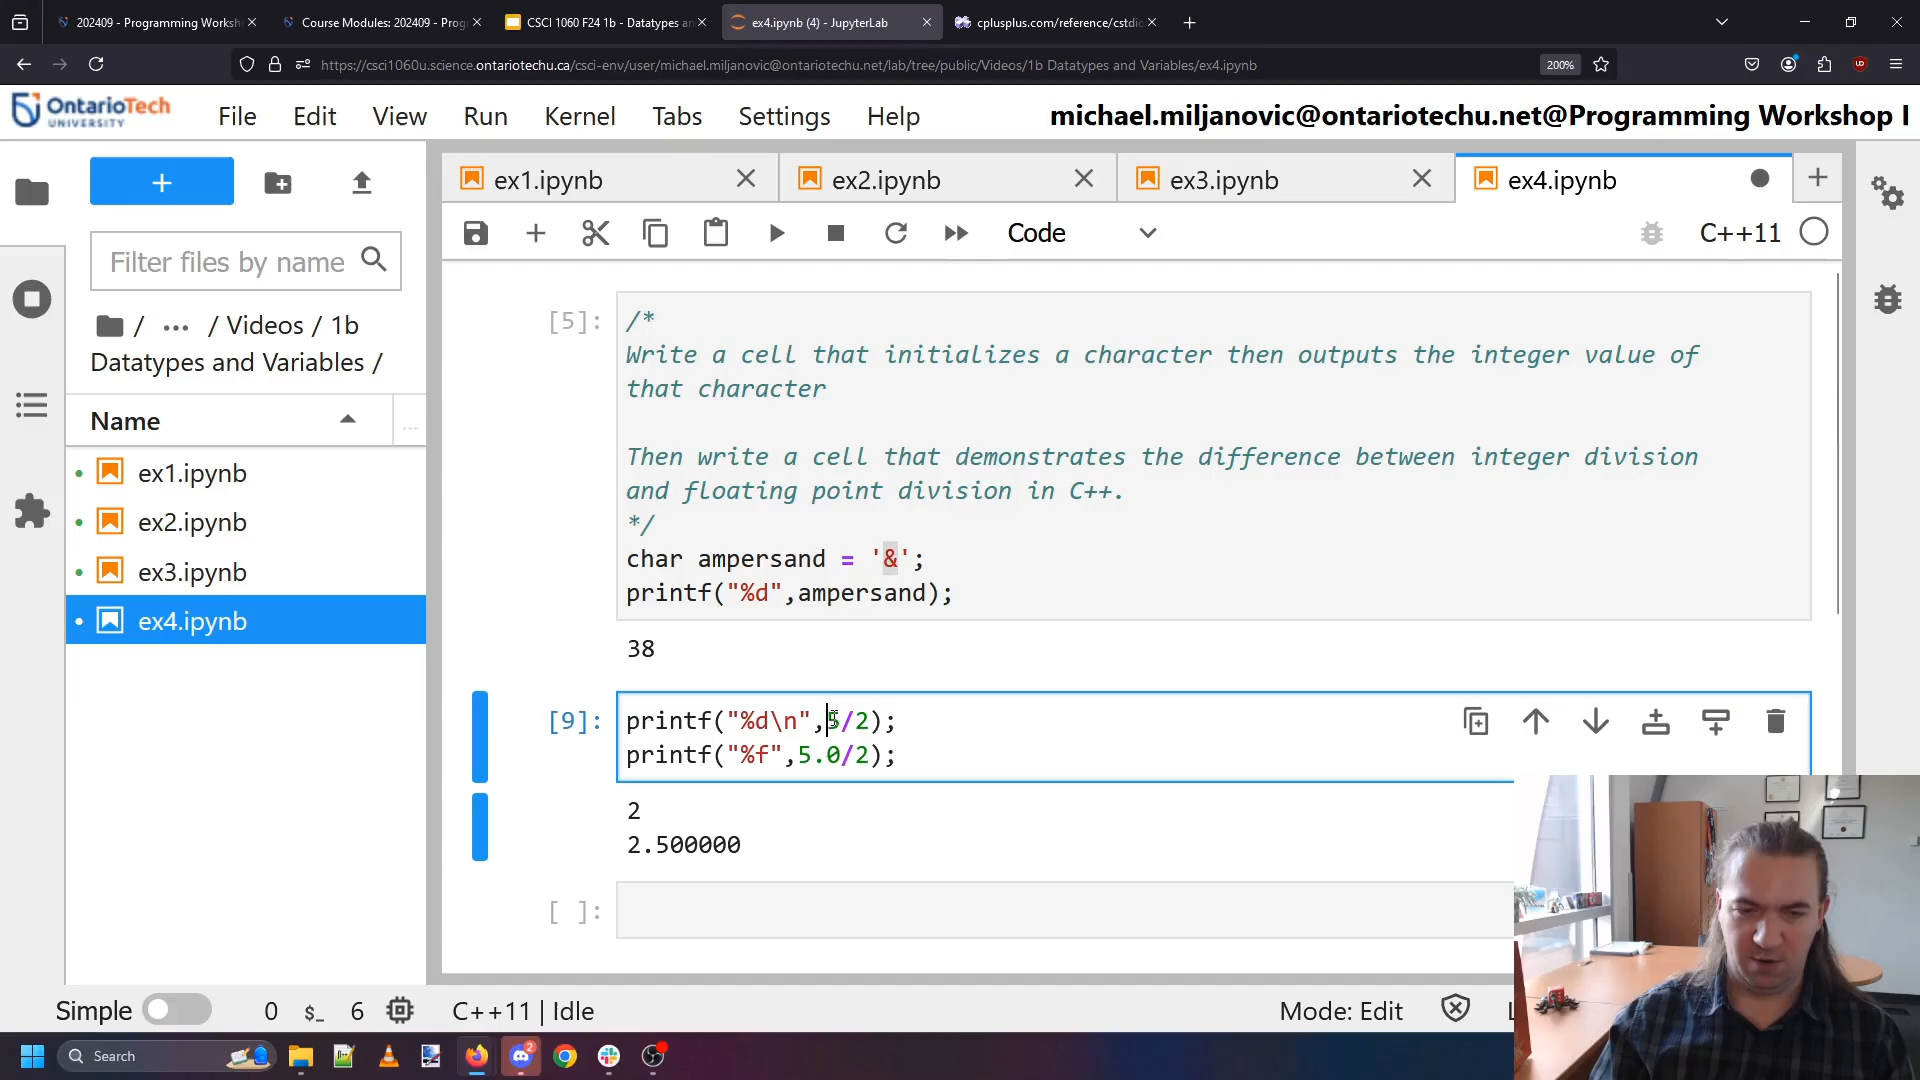 202409 - Programming Worksh
Course Modules: 202409 - Prog
CSCI 1060 F24 1b - Datatypes an
ex4.ipynb (4) - JupyterLab
cplusplus.com/reference/cstdio
https://csci1060u.science.ontariotechu.ca/csci-env/user/michael.miljanovic@ontariotechu.net/lab/tree/public/Videos/1b Datatypes and Variables/ex4.ipynb
200%
OntarioTech
UNIVERSITY
File Edit View Run Kernel Tabs Settings Help
michael.miljanovic@ontariotechu.net@Programming Workshop I
ex1.ipynb
ex2.ipynb
ex3.ipynb
ex4.ipynb
Code
C++11
Filter files by name
/ ... / Videos / 1b
Datatypes and Variables /
Name
ex1.ipynb
ex2.ipynb
ex3.ipynb
ex4.ipynb
[5]:
/*
Write a cell that initializes a character then outputs the integer value of
that character
Then write a cell that demonstrates the difference between integer division
and floating point division in C++.
*/
char ampersand = '&';
printf("%d",ampersand);
38
[9]:
printf("%d\n",5/2);
printf("%f",5.0/2);
2
2.500000
[ ]:
Simple
0
$_
6
C++11 | Idle
Mode: Edit
Search
2